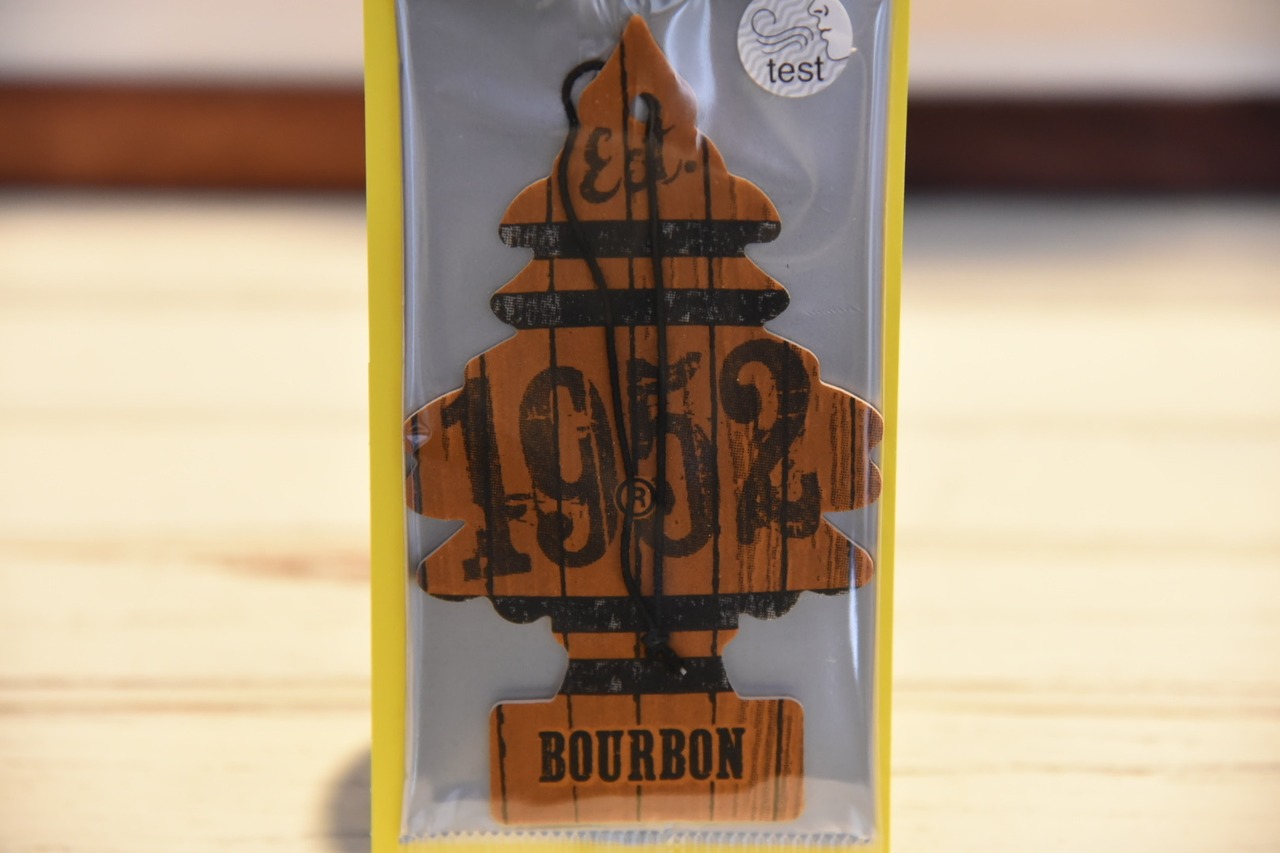 test
Est.
1952
®
BOURBON